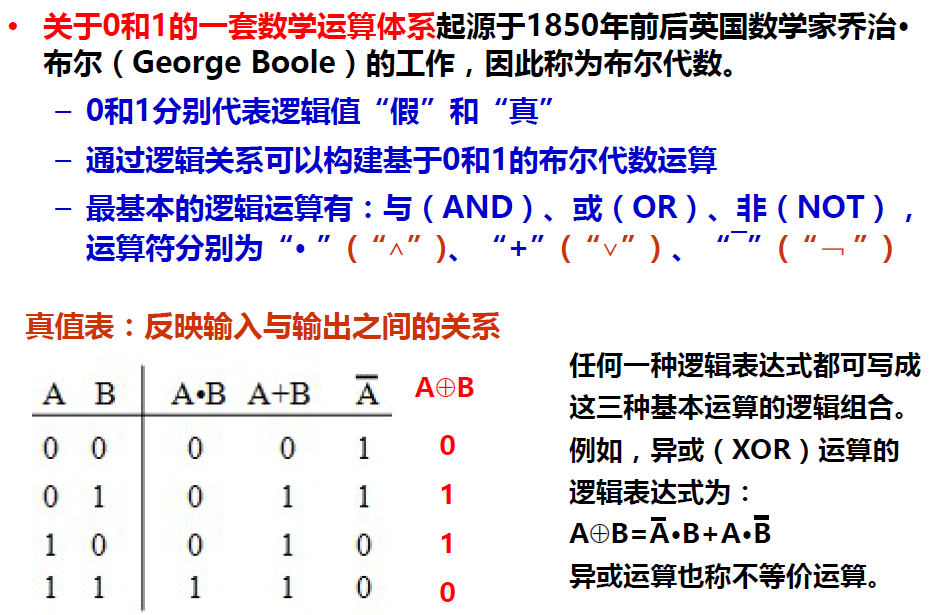 • 关于0和1的一套数学运算体系起源于1850年前后英国数学家乔治•
布尔（George Boole）的工作，因此称为布尔代数。
– 0和1分别代表逻辑值“假”和“真”
– 通过逻辑关系可以构建基于0和1的布尔代数运算
– 最基本的逻辑运算有：与（AND）、或（OR）、非（NOT），
运算符分别为“• ”（“∧”）、“+”（“∨”）、“¯”（“﹁ ”）
真值表：反映输入与输出之间的关系
A B A•B A+B A̅ A⊕B
0 0 0 0 1 0
0 1 0 1 1 1
1 0 0 1 0 1
1 1 1 1 0 0
任何一种逻辑表达式都可写成
这三种基本运算的逻辑组合。
例如，异或（XOR）运算的
逻辑表达式为：
A⊕B=A̅•B+A•B̅
异或运算也称不等价运算。